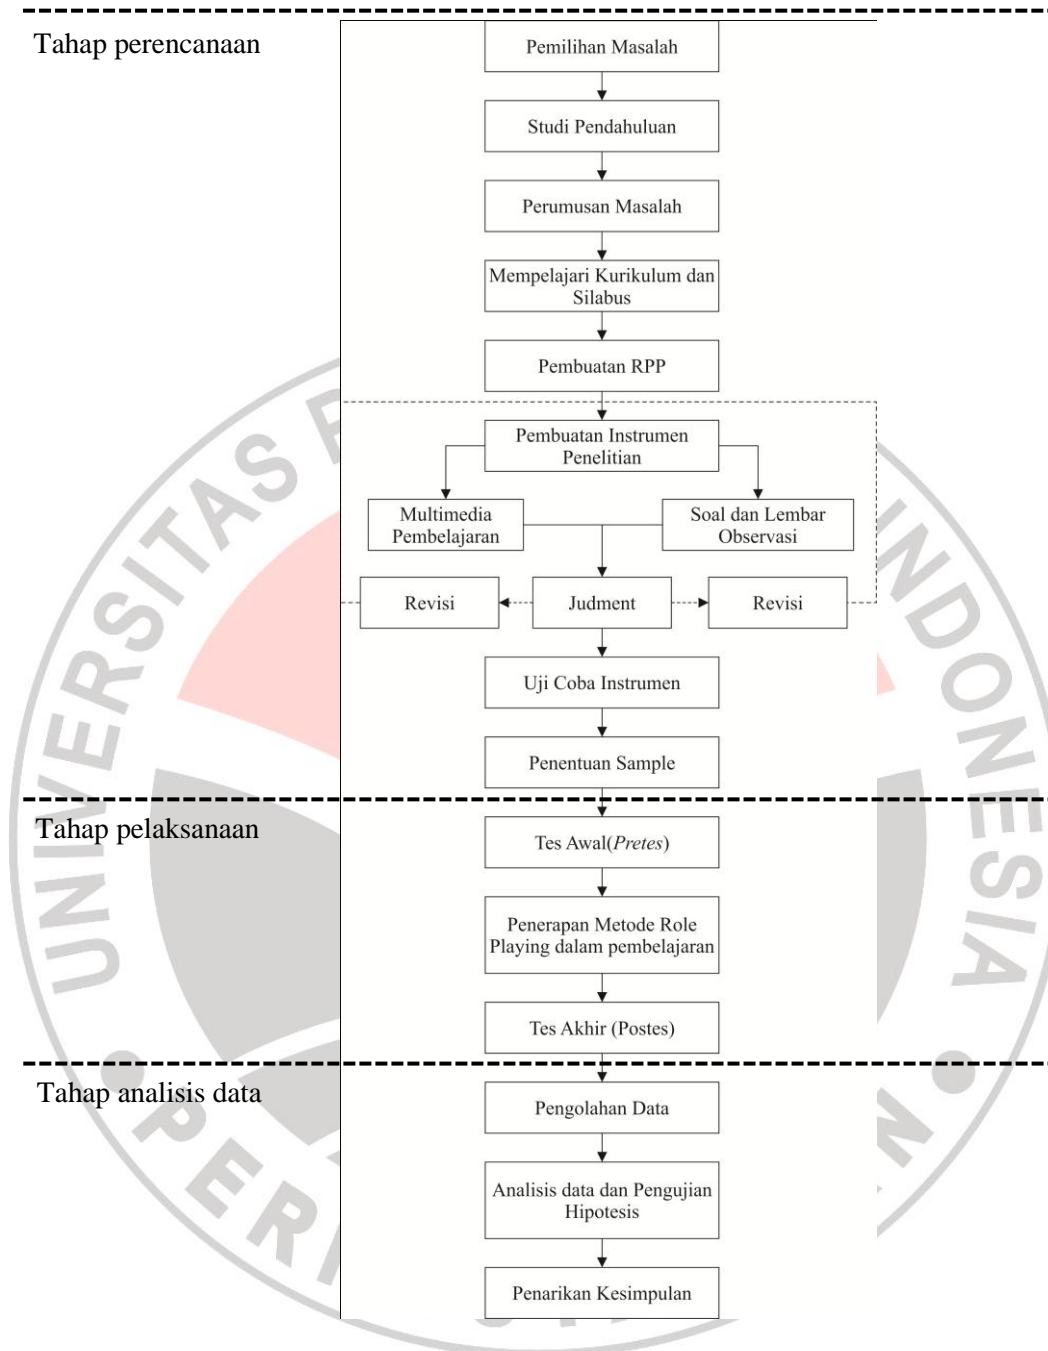 Tahap perencanaan
Pemilihan Masalah
Studi Pendahuluan
Perumusan Masalah
Mempelajari Kurikulum dan
Silabus
Pembuatan RPP
Pembuatan Instrumen
Penelitian
Multimedia
Pembelajaran
Soal dan Lembar
Observasi
Revisi
Judment
Revisi
Uji Coba Instrumen
Penentuan Sample
Tahap pelaksanaan
Tes Awal(Pretes)
Penerapan Metode Role
Playing dalam pembelajaran
Tes Akhir (Postes)
Tahap analisis data
Pengolahan Data
Analisis data dan Pengujian
Hipotesis
Penarikan Kesimpulan
UNIVERSITAS
INDONESIA